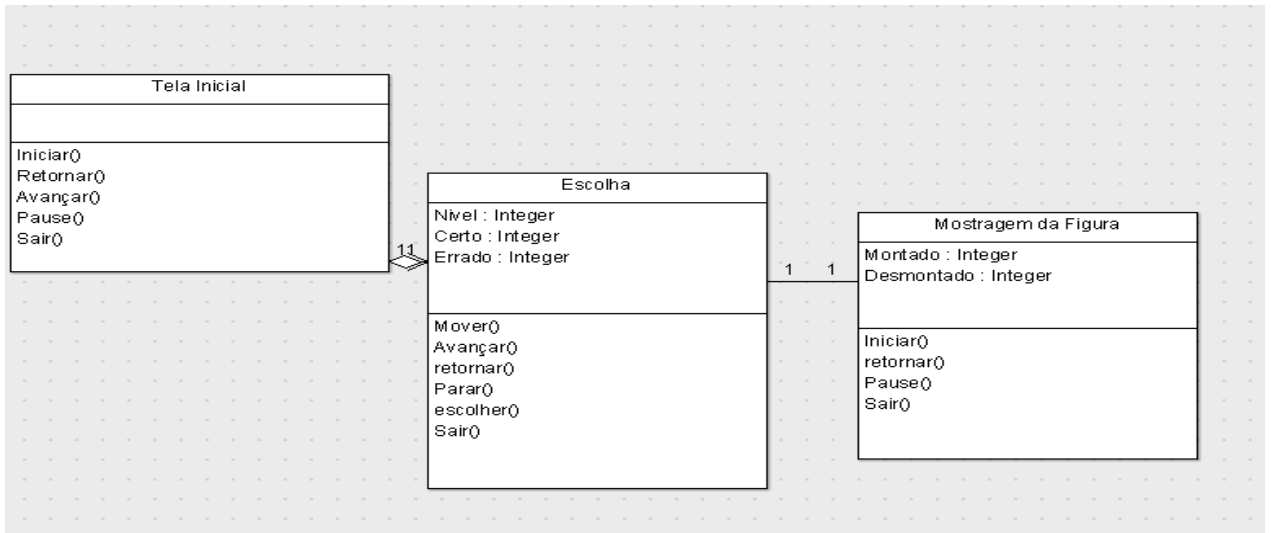 Tela Inicial
Iniciar()
Retornar()
Avançar()
Pause()
Sair()
11
Escolha
Nivel : Integer
Certo : Integer
Errado : Integer
Mover()
Avançar()
retornar()
Parar()
escolher()
Sair()
1 1
Mostragem da Figura
Montado : Integer
Desmontado : Integer
Iniciar()
retornar()
Pause()
Sair()